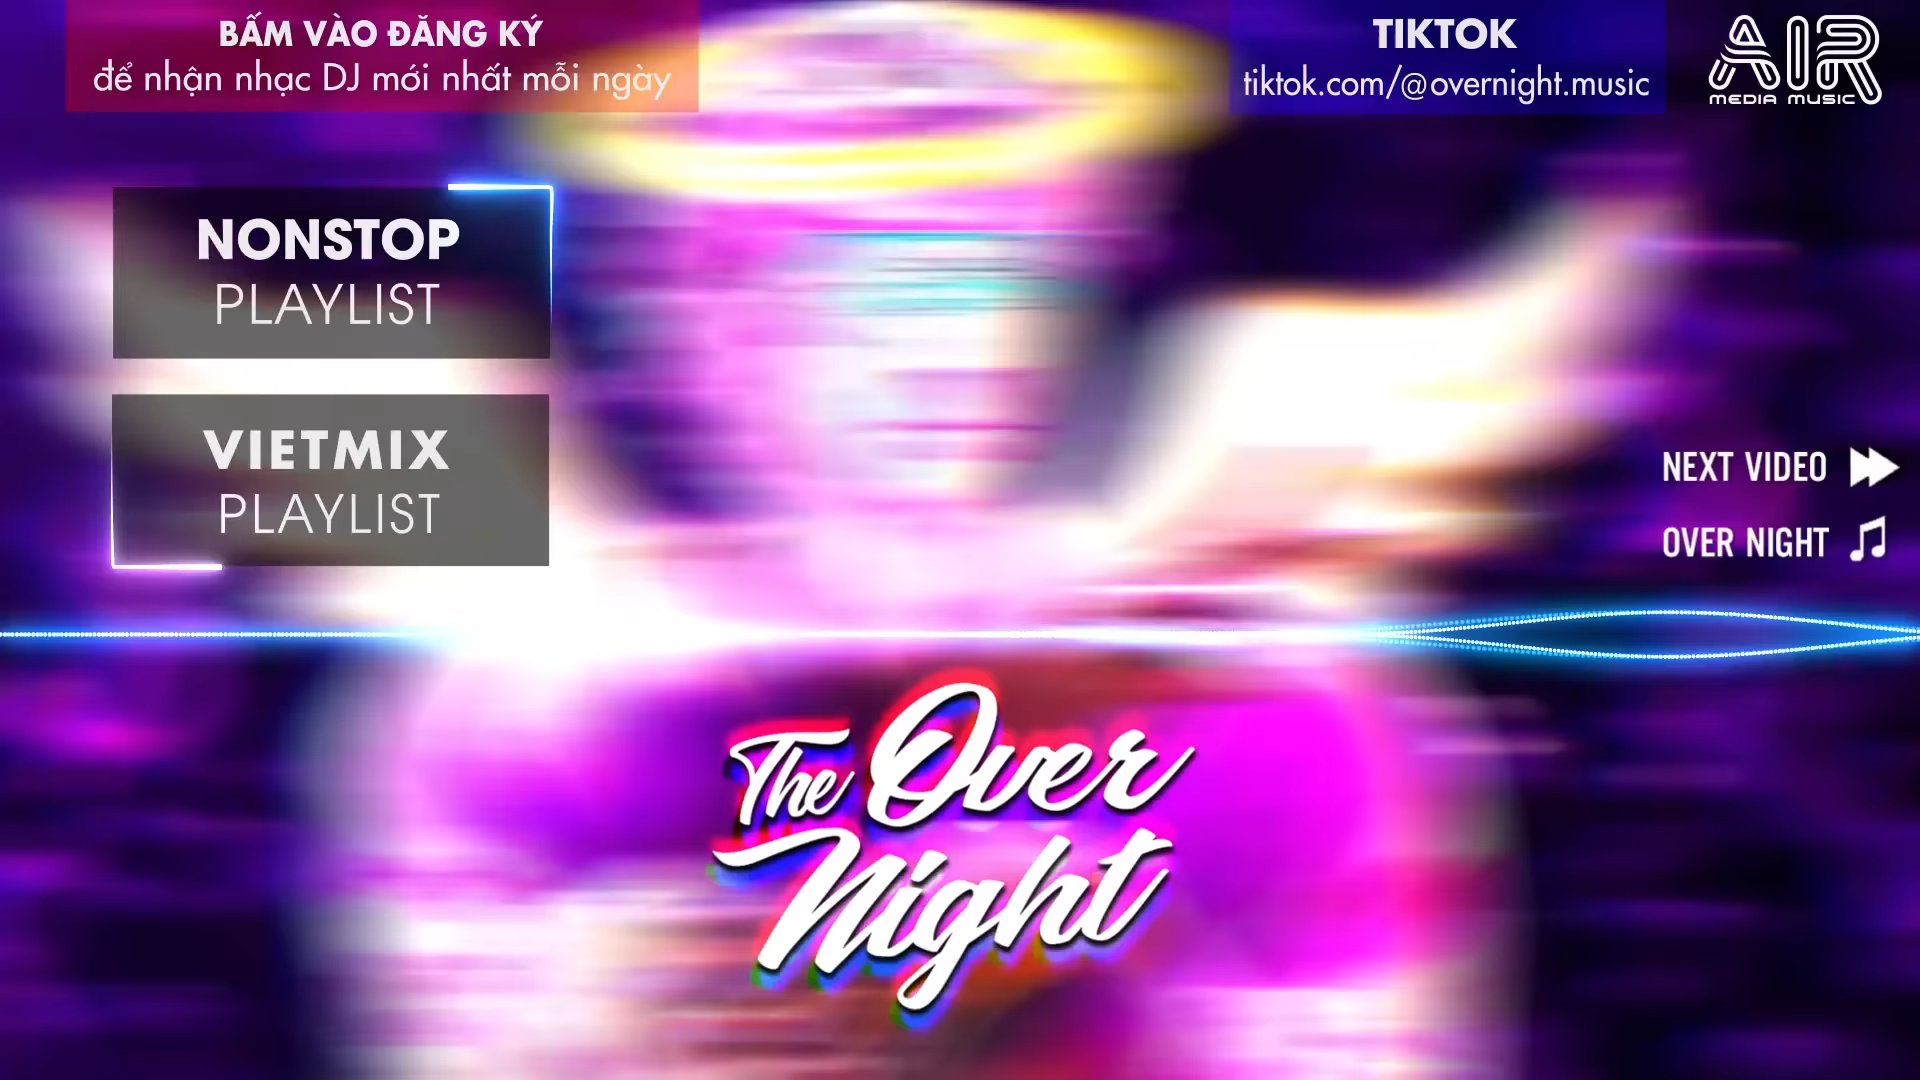 BẤM VÀO ĐĂNG KÝ
để nhận nhạc DJ mới nhất mỗi ngày
TIKTOK
tiktok.com/@overnight.music
AIR
MEDIA MUSIC
NONSTOP
PLAYLIST
VIETMIX
PLAYLIST
NEXT VIDEO
OVER NIGHT
The Over
Night